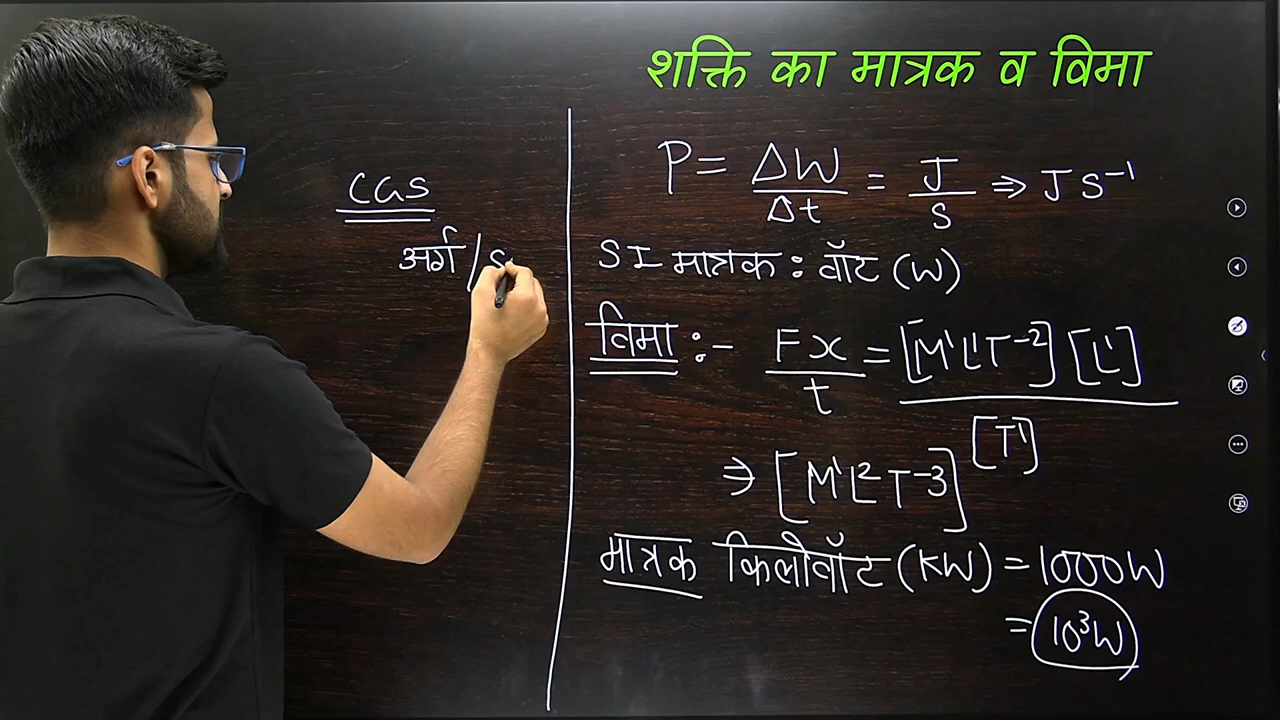 शक्ति का मात्रक व विमा
CGS
अर्ग/s
P = ΔW/Δt = J/S ⇒ J S⁻¹
SI मात्रक : वॉट (W)
विमा :- Fx/t = [M¹L¹T⁻²] [L¹]/[T¹]
⇒ [M¹L²T⁻³]
मात्रक किलोवॉट (KW) = 1000W
= 10³W